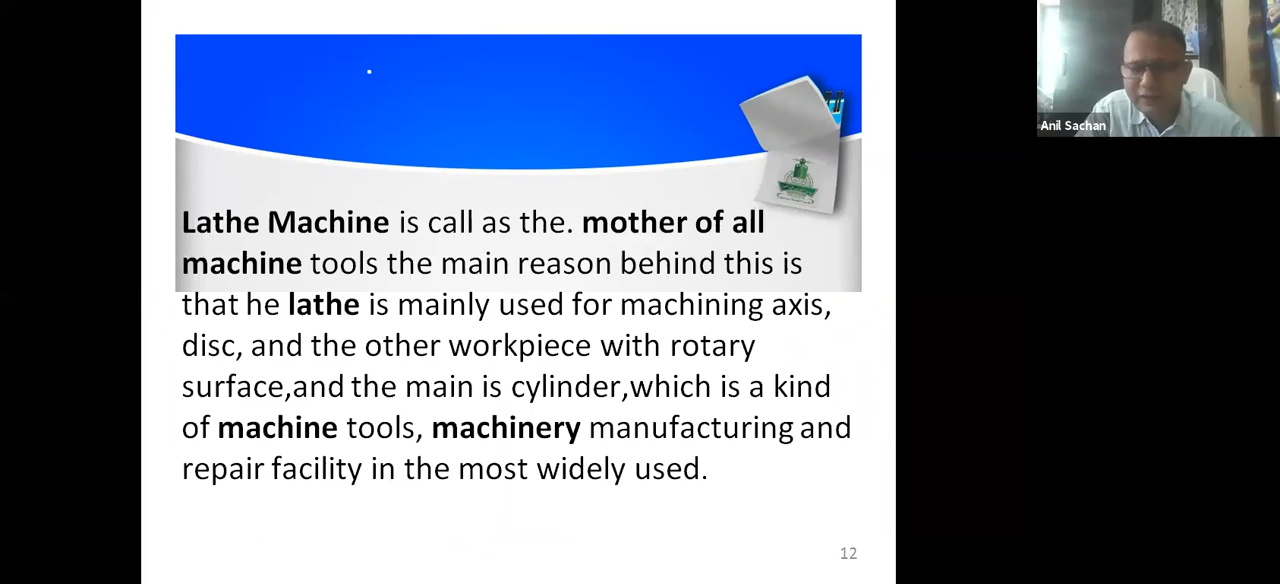 Lathe Machine is call as the. mother of all
machine tools the main reason behind this is
that he lathe is mainly used for machining axis,
disc, and the other workpiece with rotary
surface,and the main is cylinder,which is a kind
of machine tools, machinery manufacturing and
repair facility in the most widely used.
12
Anil Sachan